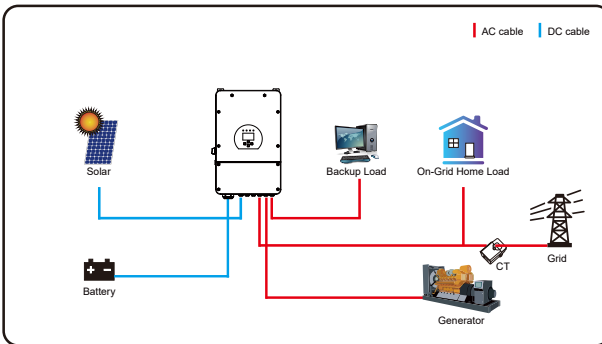 AC cable
DC cable
Solar
Backup Load
On-Grid Home Load
CT
Grid
Battery
Generator